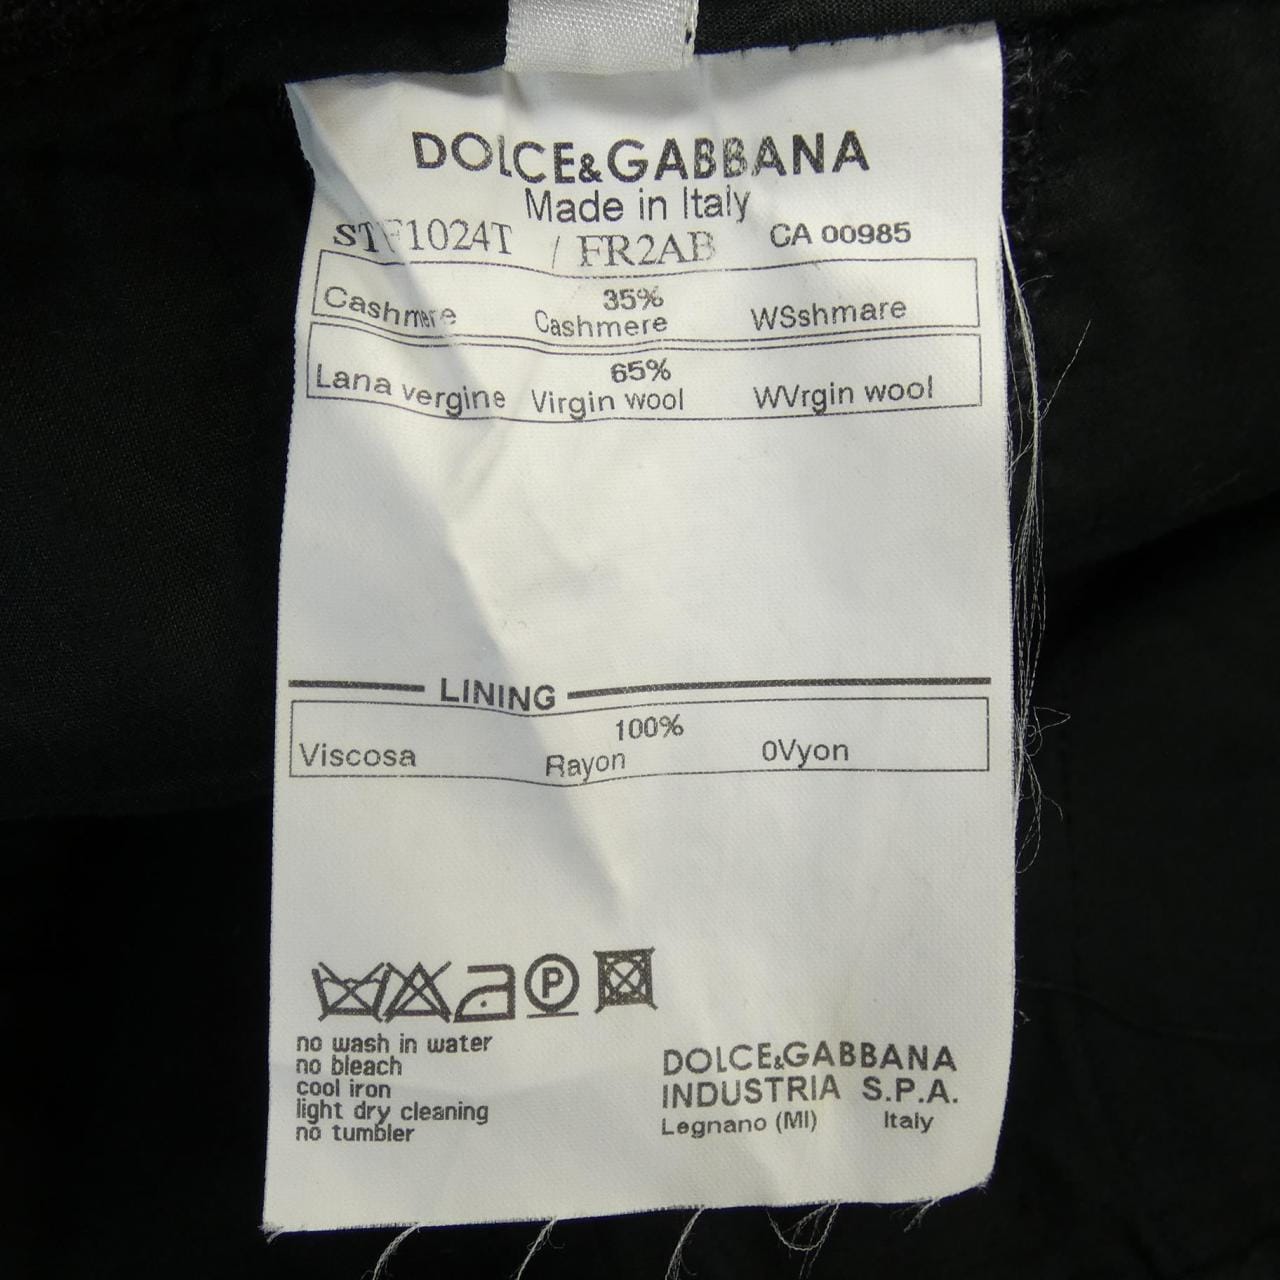 DOLCE&GABBANA
Made in Italy
STF1024T / FR2AB CA 00985
35%
Cashmere Cashmere WSshmare
65%
Lana vergine Virgin wool WVrgin wool
LINING
100%
Viscosa Rayon 0Vyon
P
no wash in water
no bleach
cool iron
light dry cleaning
no tumbler
DOLCE&GABBANA
INDUSTRIA S.P.A.
Legnano (MI) Italy